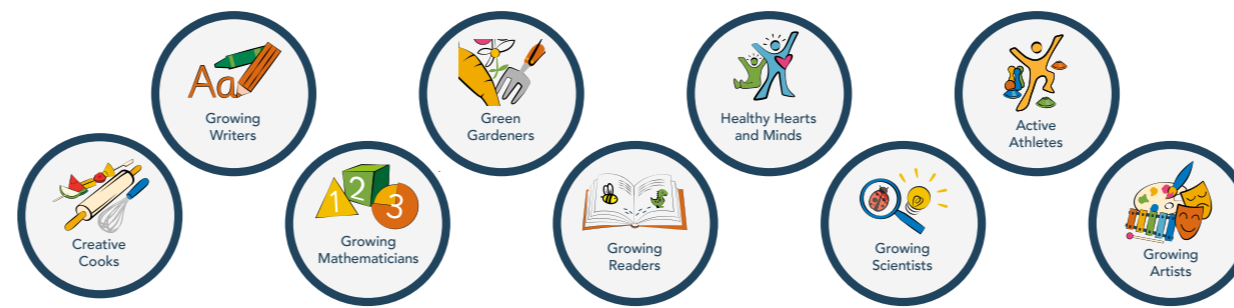 Aa
Growing
Writers
Green
Gardeners
Healthy Hearts
and Minds
Active
Athletes
Creative
Cooks
1 2 3
Growing
Mathematicians
Growing
Readers
Growing
Scientists
Growing
Artists